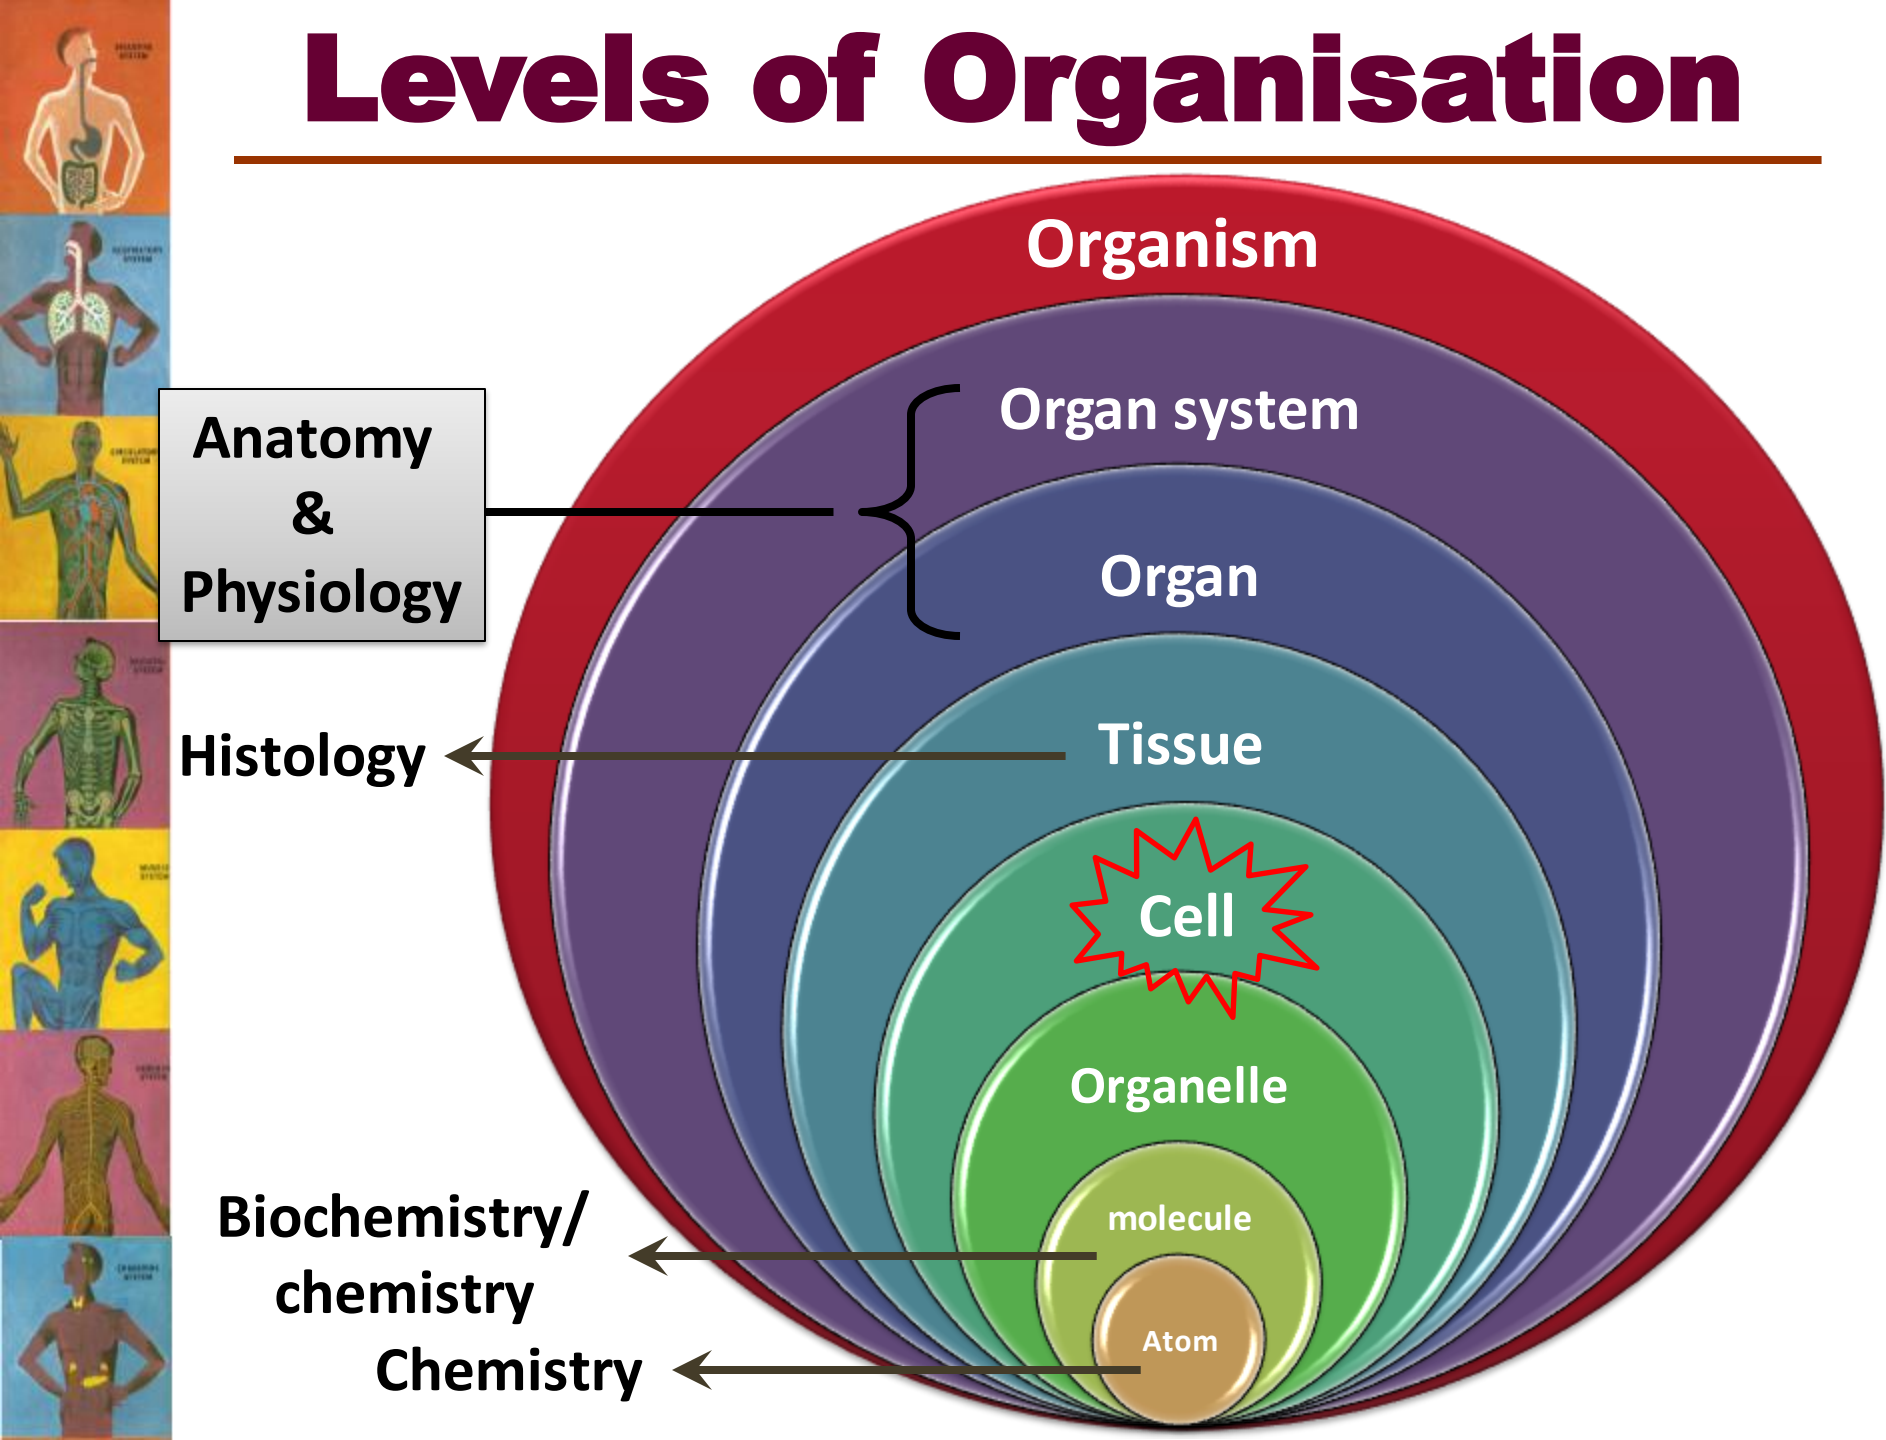 Levels of Organisation
Organism
Organ system
Anatomy
&
Physiology
Organ
Tissue
Histology
Cell
Organelle
molecule
Biochemistry/
chemistry
Atom
Chemistry